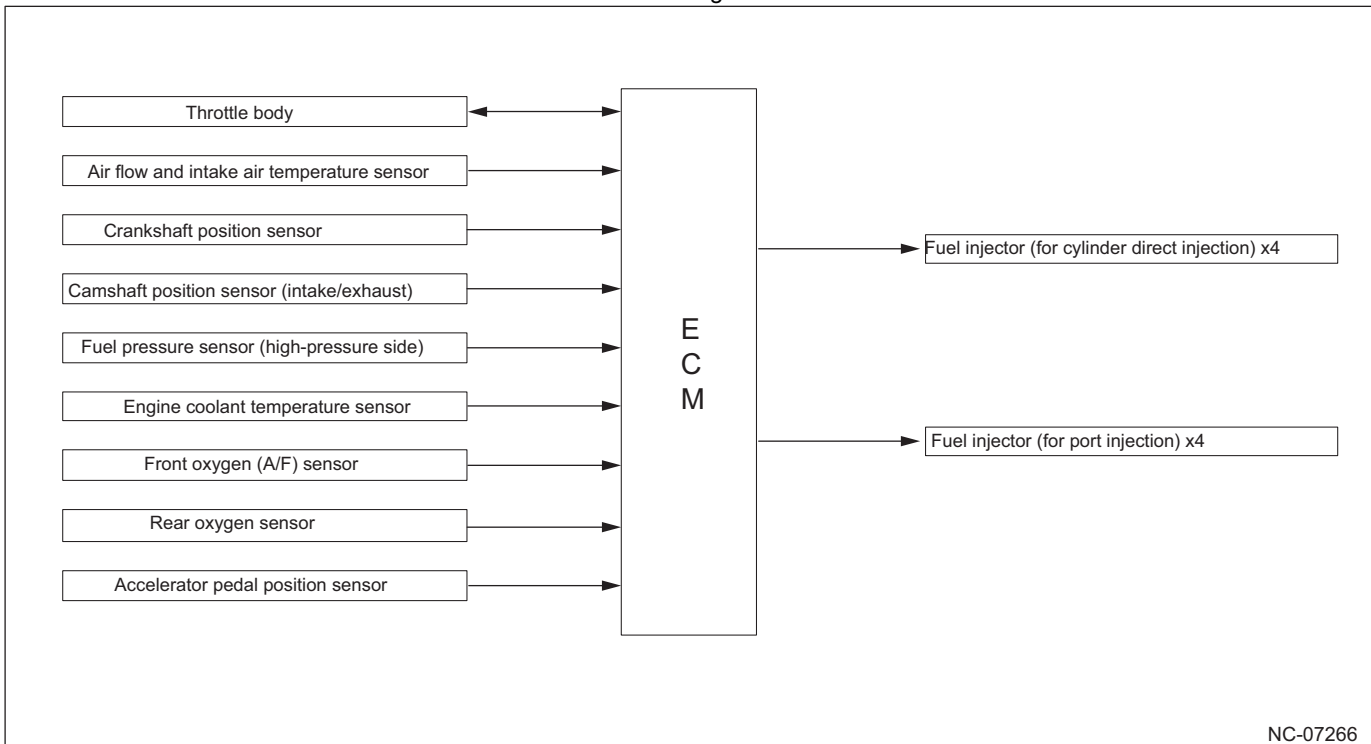 Throttle body
Air flow and intake air temperature sensor
Crankshaft position sensor
Camshaft position sensor (intake/exhaust)
Fuel pressure sensor (high-pressure side)
Engine coolant temperature sensor
Front oxygen (A/F) sensor
Rear oxygen sensor
Accelerator pedal position sensor
E
C
M
Fuel injector (for cylinder direct injection) x4
Fuel injector (for port injection) x4
NC-07266